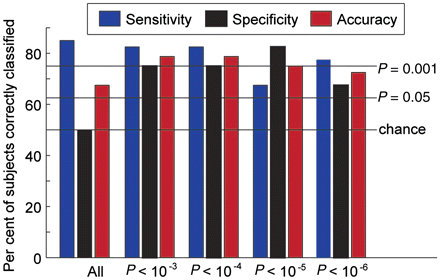 Sensitivity Specificity Accuracy
Per cent of subjects correctly classified
80
60
40
20
0
P = 0.001
P = 0.05
chance
All P < 10⁻³ P < 10⁻⁴ P < 10⁻⁵ P < 10⁻⁶